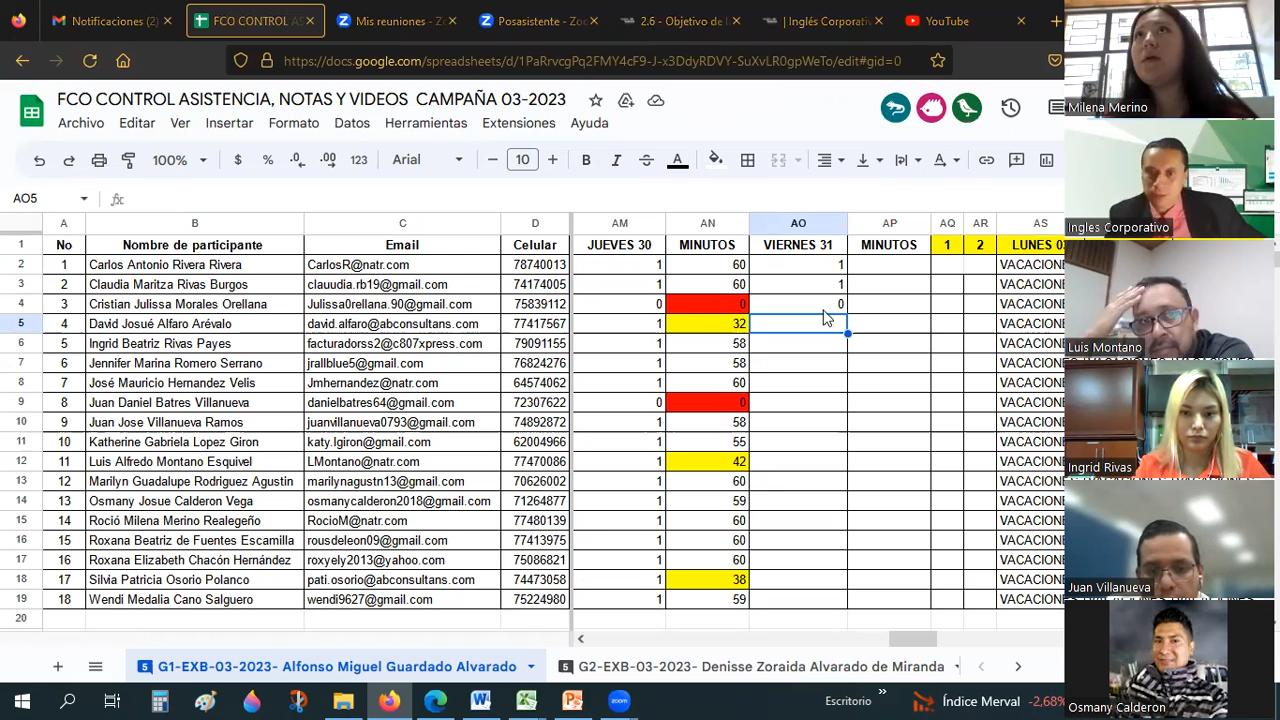 Notificaciones (2)
FCO CONTROL AS
Mis reuniones - Z
Posasistente - Zoo
2.6 - Objetivo de
| Inglés Corporativ
YouTube
FCO CONTROL ASISTENCIA, NOTAS Y VIDEOS CAMPAÑA 03-2023
Archivo Editar Ver Insertar Formato Datos Herramientas Extensiones Ayuda
100% $ % .0 .00 123 Arial 10 B I A
AO5
A B C D AM AN AO AP AQ AR AS
1 No Nombre de participante Email Celular JUEVES 30 MINUTOS VIERNES 31 MINUTOS 1 2 LUNES 03
2 1 Carlos Antonio Rivera Rivera CarlosR@natr.com 78740013 1 60 1 VACACIONE
3 2 Claudia Maritza Rivas Burgos clauudia.rb19@gmail.com 74174005 1 60 1 VACACIONE
4 3 Cristian Julissa Morales Orellana Julissa0rellana.90@gmail.com 75839112 0 0 0 VACACIONE
5 4 David Josué Alfaro Arévalo david.alfaro@abconsultans.com 77417567 1 32 VACACIONE
6 5 Ingrid Beatriz Rivas Payes facturadorss2@c807xpress.com 79091155 1 58 VACACIONE
7 6 Jennifer Marina Romero Serrano jrallblue5@gmail.com 76824276 1 58 VACACIONE
8 7 José Mauricio Hernandez Velis Jmhernandez@natr.com 64574062 1 60 VACACIONE
9 8 Juan Daniel Batres Villanueva danielbatres64@gmail.com 72307622 0 0 VACACIONE
10 9 Juan Jose Villanueva Ramos juanvillanueva0793@gmail.com 74892872 1 58 VACACIONE
11 10 Katherine Gabriela Lopez Giron katy.lgiron@gmail.com 62004966 1 55 VACACIONE
12 11 Luis Alfredo Montano Esquivel LMontano@natr.com 77470086 1 42 VACACIONE
13 12 Marilyn Guadalupe Rodriguez Agustin marilynagustn13@gmail.com 70626002 1 60 VACACIONE
14 13 Osmany Josue Calderon Vega osmanycalderon2018@gmail.com 71264877 1 59 VACACIONE
15 14 Roció Milena Merino Realegeño RocioM@natr.com 77480139 1 60 VACACIONE
16 15 Roxana Beatriz de Fuentes Escamilla rousdeleon09@gmail.com 77413975 1 60 VACACIONE
17 16 Roxana Elizabeth Chacón Hernández roxyely2013@yahoo.com 75086821 1 60 VACACIONE
18 17 Silvia Patricia Osorio Polanco pati.osorio@abconsultans.com 74473058 1 38 VACACIONE
19 18 Wendi Medalia Cano Salguero wendi9627@gmail.com 75224980 1 59
20
5 G1-EXB-03-2023- Alfonso Miguel Guardado Alvarado
5 G2-EXB-03-2023- Denisse Zoraida Alvarado de Miranda
Escritorio
Índice Merval -2,68%
Milena Merino
Ingles Corporativo
Luis Montano
Ingrid Rivas
Juan Villanueva
Osmany Calderon